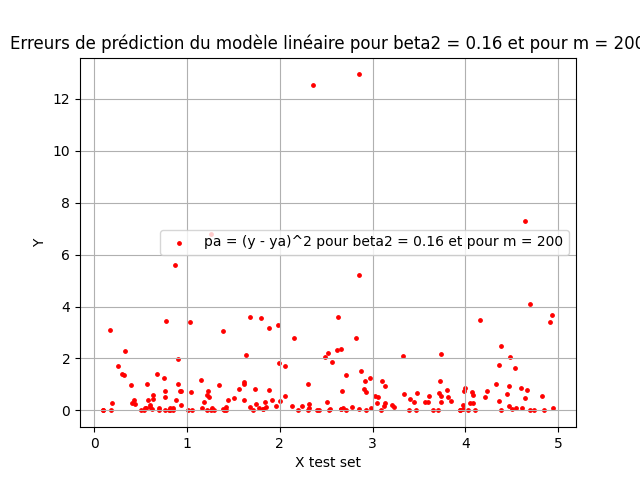 Erreurs de prédiction du modèle linéaire pour beta2 = 0.16 et pour m = 200
12
10
8
6
4
2
0
Y
pa = (y - ya)^2 pour beta2 = 0.16 et pour m = 200
0 1 2 3 4 5
X test set